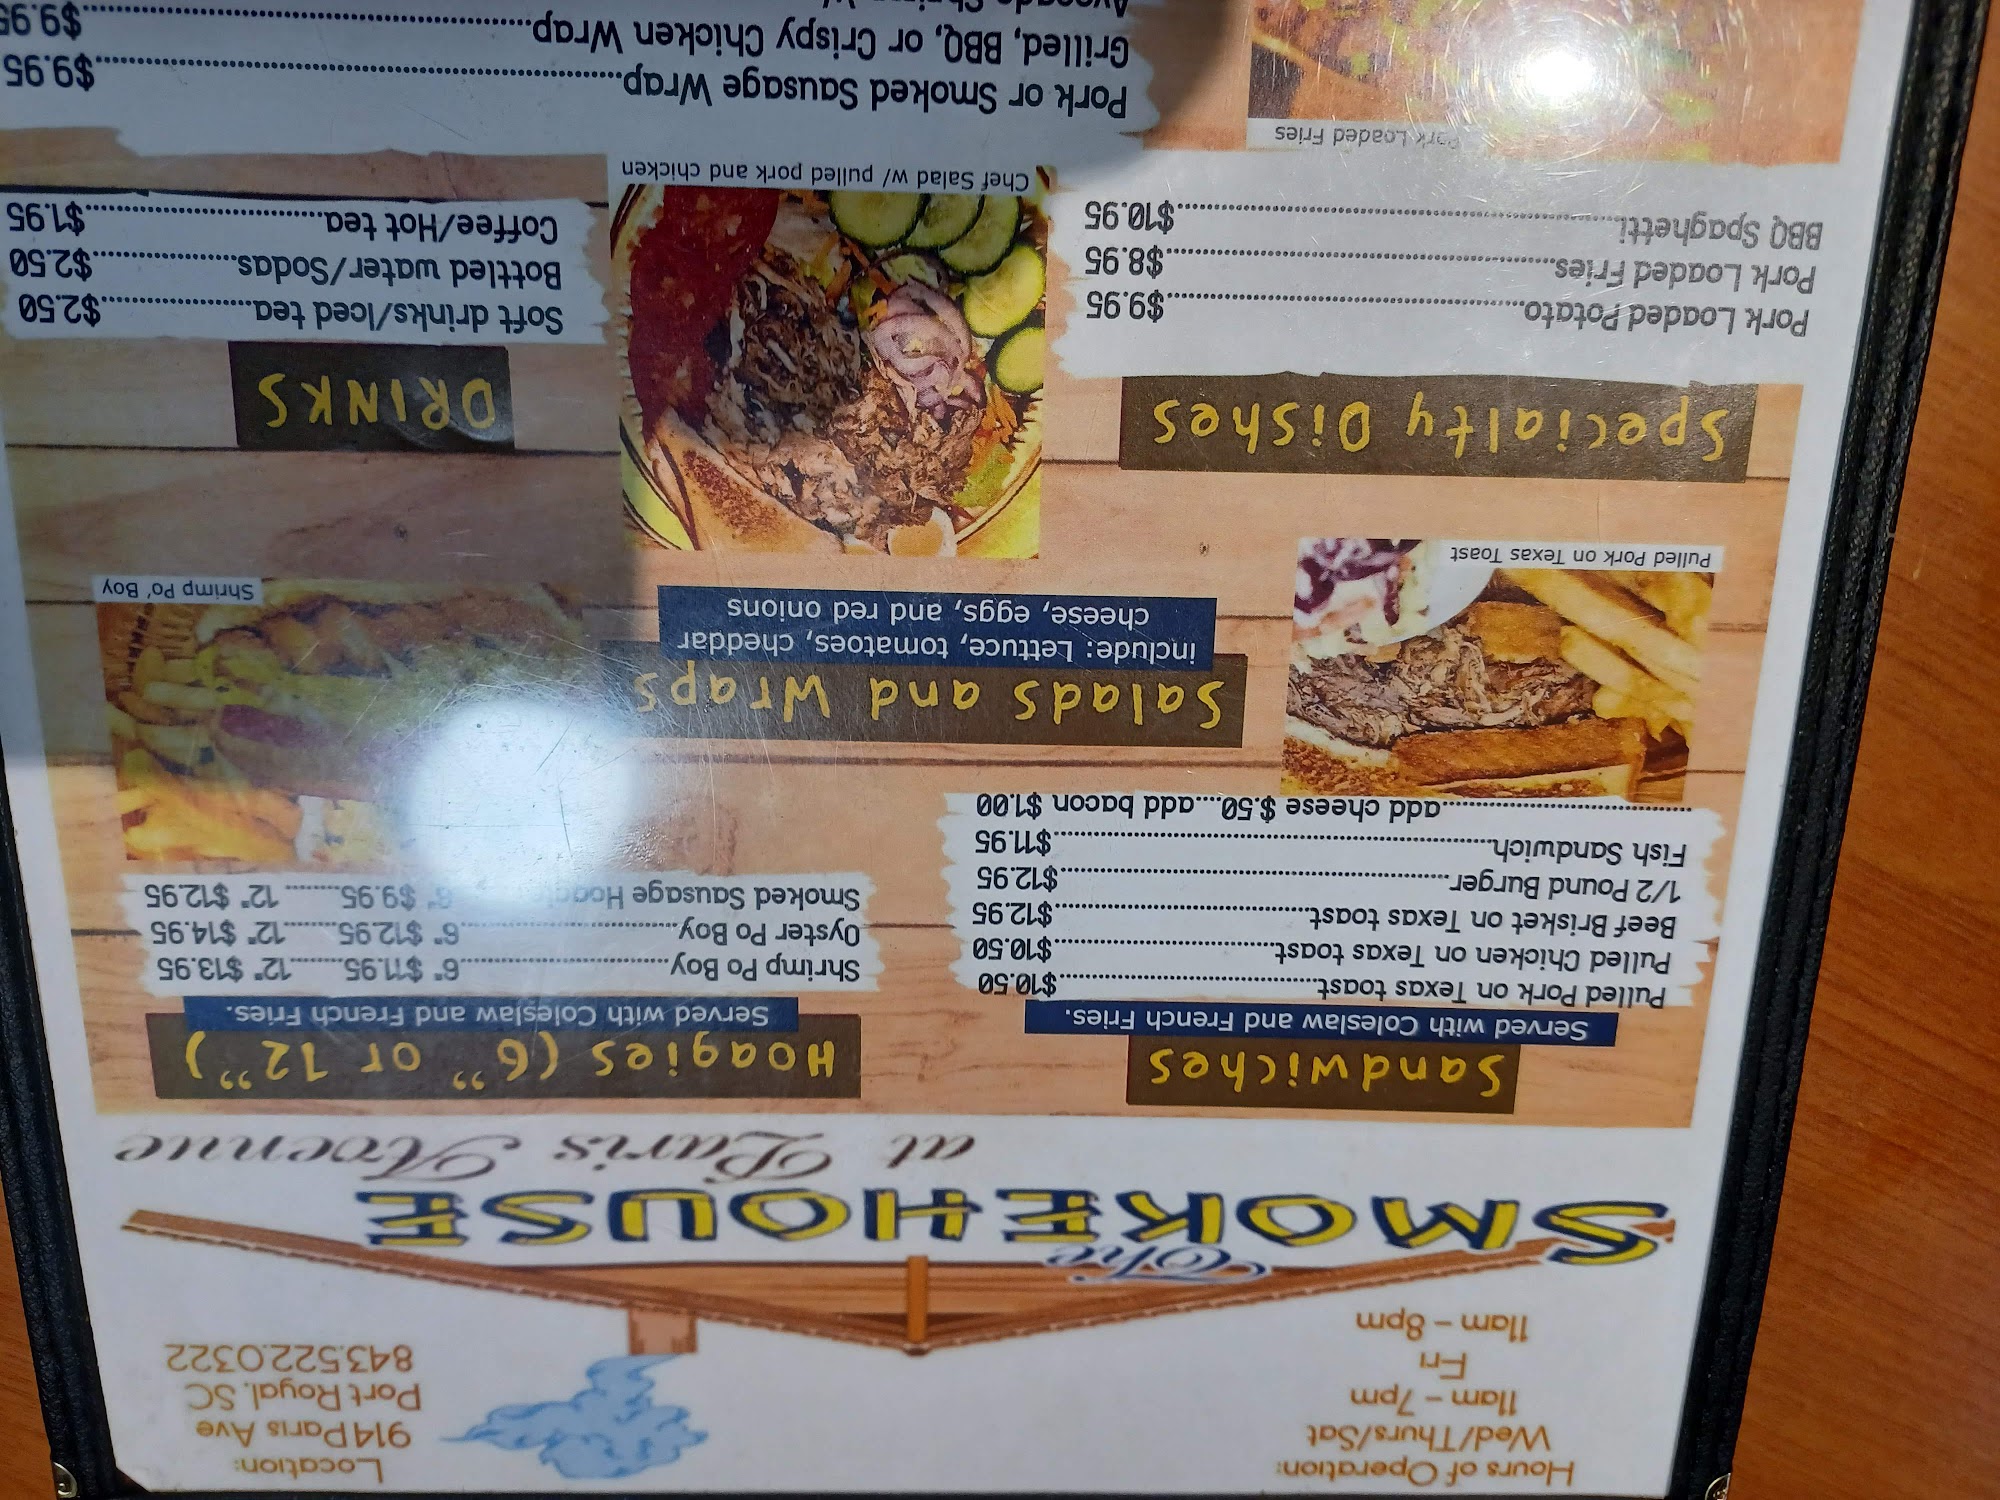 Hours of Operation:
Wed/Thurs/Sat
11am - 7pm
Fri
11am - 8pm
Location:
914 Paris Ave
Port Royal, SC
843.522.0322
The
SMOKEHOUSE
at Paris Avenue
Sandwiches
Served with Coleslaw and French Fries.
Pulled Pork on Texas toast....................................$10.50
Pulled Chicken on Texas toast..............................$10.50
Beef Brisket on Texas toast...................................$12.95
1/2 Pound Burger.....................................................$12.95
Fish Sandwich..........................................................$11.95
.....................................add cheese $.50....add bacon $1.00
Pulled Pork on Texas Toast
Hoagies (6” or 12”)
Served with Coleslaw and French Fries.
Shrimp Po Boy............................6" $11.95.........12" $13.95
Oyster Po Boy.............................6" $12.95........12" $14.95
Smoked Sausage 6" $9.95......... 12" $12.95
Shrimp Po' Boy
Salads and Wraps
include: Lettuce, tomatoes, cheddar
cheese, eggs, and red onions
Chef Salad w/ pulled pork and chicken
Pork or Smoked Sausage Wrap...................................................$9.95
Grilled, BBQ, or Crispy Chicken Wrap...........................................$9.95
Specialty Dishes
Pork Loaded Potato.............................................$9.95
Pork Loaded Fries................................................$8.95
BBQ Spaghetti.......................................................$10.95
Pork Loaded Fries
DRINKS
Soft drinks/Iced tea....................$2.50
Bottled water/Sodas...................$2.50
Coffee/Hot tea..............................$1.95